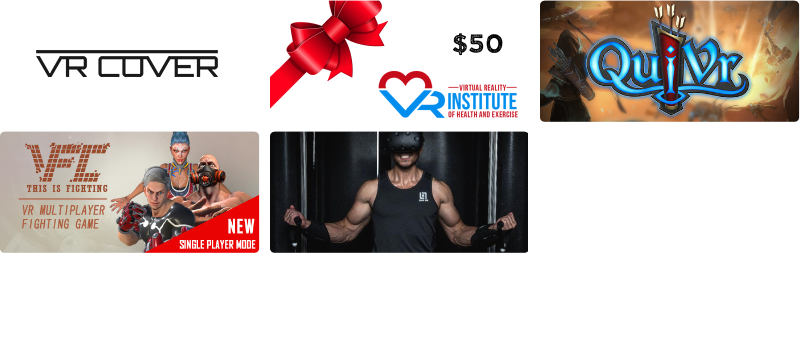 VR COVER
$50
VIRTUAL REALITY
VR INSTITUTE
OF HEALTH AND EXERCISE
QuiVr
VFC
THIS IS FIGHTING
VR MULTIPLAYER
FIGHTING GAME
NEW
SINGLE PLAYER MODE